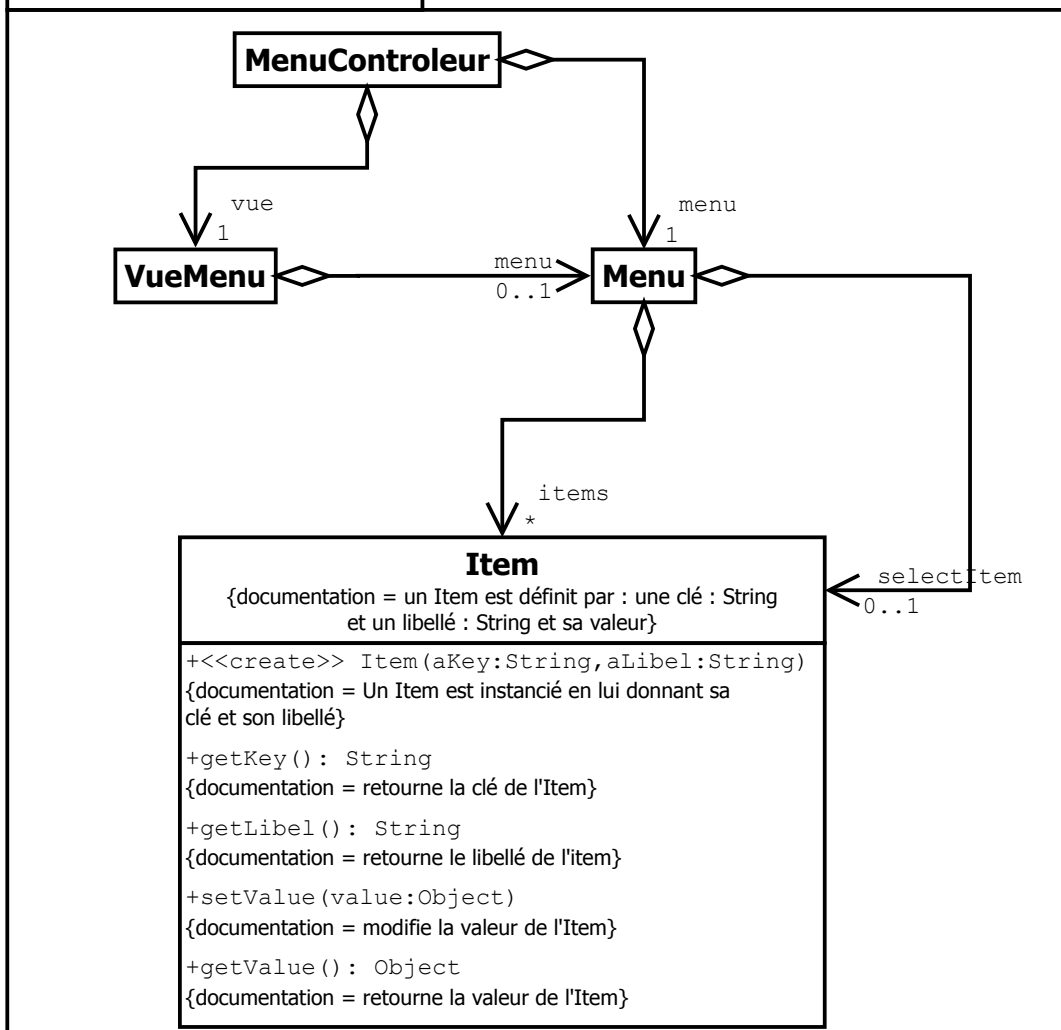 MenuControleur
vue
1
menu
1
VueMenu
menu
0..1
Menu
items
*
selectItem
0..1
Item
{documentation = un Item est définit par : une clé : String
et un libellé : String et sa valeur}
+<<create>> Item(aKey:String,aLibel:String)
{documentation = Un Item est instancié en lui donnant sa
clé et son libellé}
+getKey(): String
{documentation = retourne la clé de l'Item}
+getLibel(): String
{documentation = retourne le libellé de l'item}
+setValue(value:Object)
{documentation = modifie la valeur de l'Item}
+getValue(): Object
{documentation = retourne la valeur de l'Item}